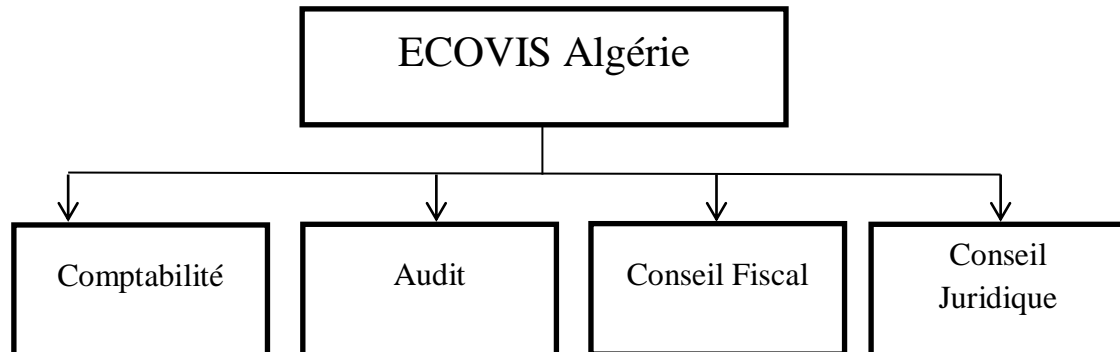 ECOVIS Algérie
Comptabilité
Audit
Conseil Fiscal
Conseil
Juridique